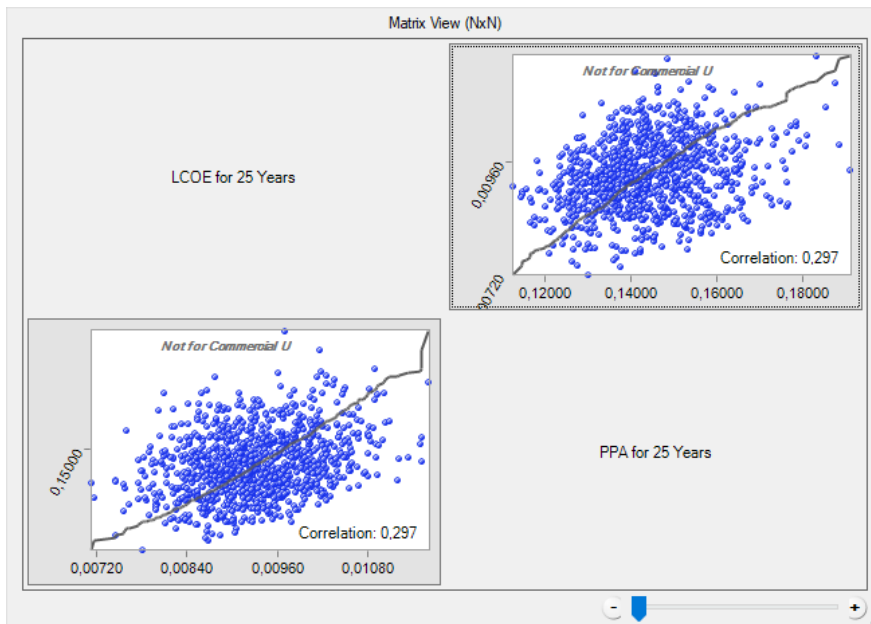 Matrix View (NxN)
LCOE for 25 Years
Not for Commercial U
0,00960
00720
Correlation: 0,297
0,12000 0,14000 0,16000 0,18000
Not for Commercial U
0,15000
Correlation: 0,297
0,00720 0,00840 0,00960 0,01080
PPA for 25 Years
- +